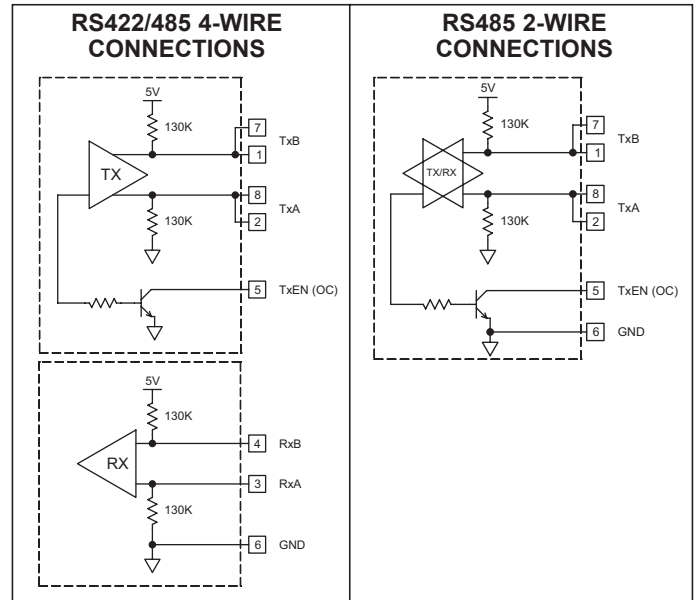 RS422/485 4-WIRE
CONNECTIONS
5V
130K
7
TxB
1
TX
8
TxA
130K
2
5
TxEN (OC)
5V
130K
4
RxB
RX
3
RxA
130K
6
GND
RS485 2-WIRE
CONNECTIONS
5V
130K
7
TxB
1
TX/RX
8
TxA
130K
2
5
TxEN (OC)
6
GND